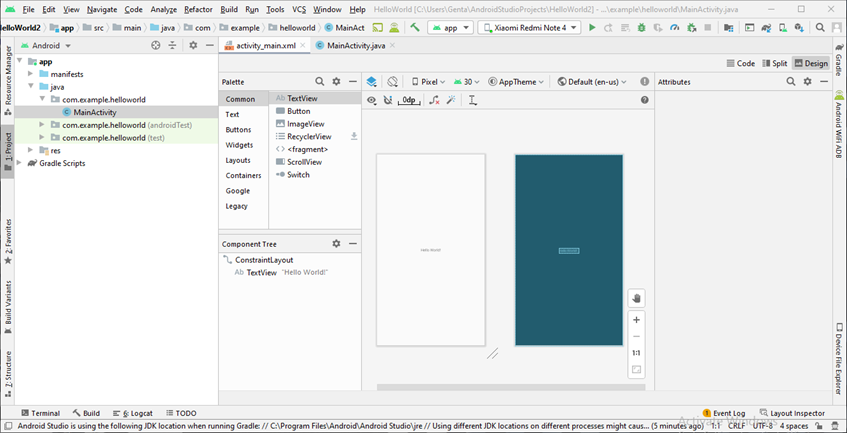 File Edit View Navigate Code Analyze Refactor Build Run Tools VCS Window Help HelloWorld [C:\Users\Genta\AndroidStudioProjects\HelloWorld2] - ...\example\helloworld\MainActivity.java
HelloWorld2 app src main java com example helloworld MainAct app Xiaomi Redmi Note 4
Android activity_main.xml MainActivity.java
Code Split Design
Resource Manager
1: Project
2: Favorites
Build Variants
7: Structure
app
manifests
java
com.example.helloworld
MainActivity
com.example.helloworld (androidTest)
com.example.helloworld (test)
res
Gradle Scripts
Palette
Common
Text
Buttons
Widgets
Layouts
Containers
Google
Legacy
Ab TextView
Button
ImageView
RecyclerView
<fragment>
ScrollView
Switch
Component Tree
ConstraintLayout
Ab TextView "Hello World!"
Pixel 30 AppTheme Default (en-us)
0dp
Hello World!
1:1
Attributes
Gradle
Android WiFi ADB
Device File Explorer
Terminal Build 6: Logcat TODO Event Log Layout Inspector
Activate Windows
Android Studio is using the following JDK location when running Gradle: // C:\Program Files\Android\Android Studio\jre // Using different JDK locations on different processes might caus... (5 minutes ago) 1:1 CRLF UTF-8 4 spaces